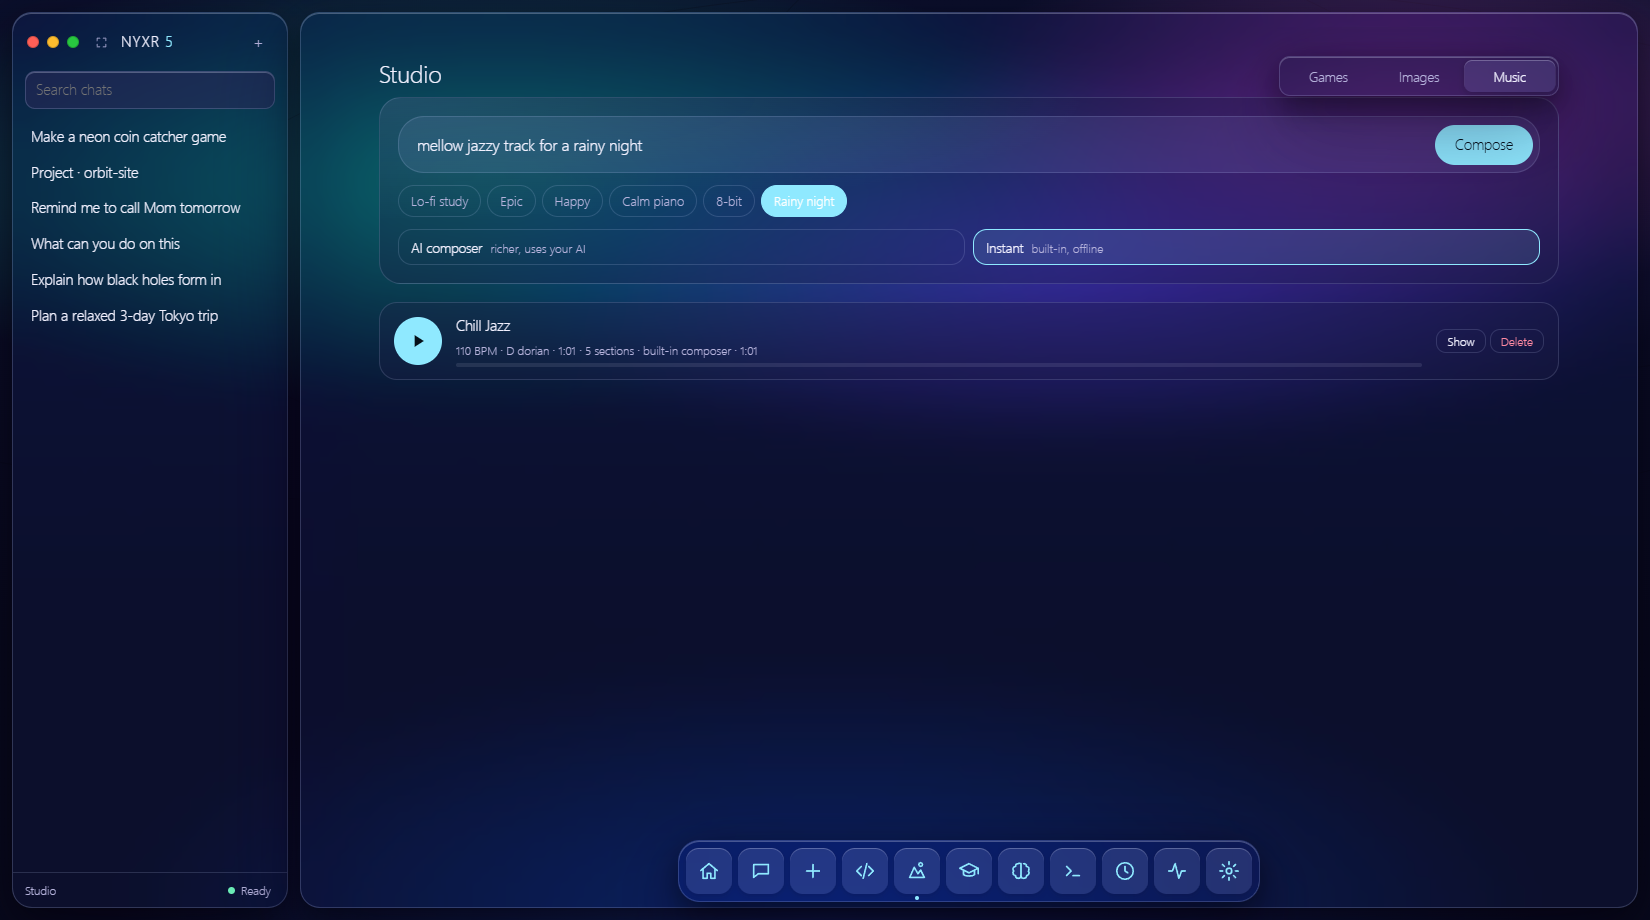 NYXR 5
+
Search chats
Make a neon coin catcher game
Project · orbit-site
Remind me to call Mom tomorrow
What can you do on this
Explain how black holes form in
Plan a relaxed 3-day Tokyo trip
Studio
Ready
Studio
Games
Images
Music
mellow jazzy track for a rainy night
Compose
Lo-fi study
Epic
Happy
Calm piano
8-bit
Rainy night
AI composer richer, uses your AI
Instant built-in, offline
Chill Jazz
110 BPM · D dorian · 1:01 · 5 sections · built-in composer · 1:01
Show
Delete